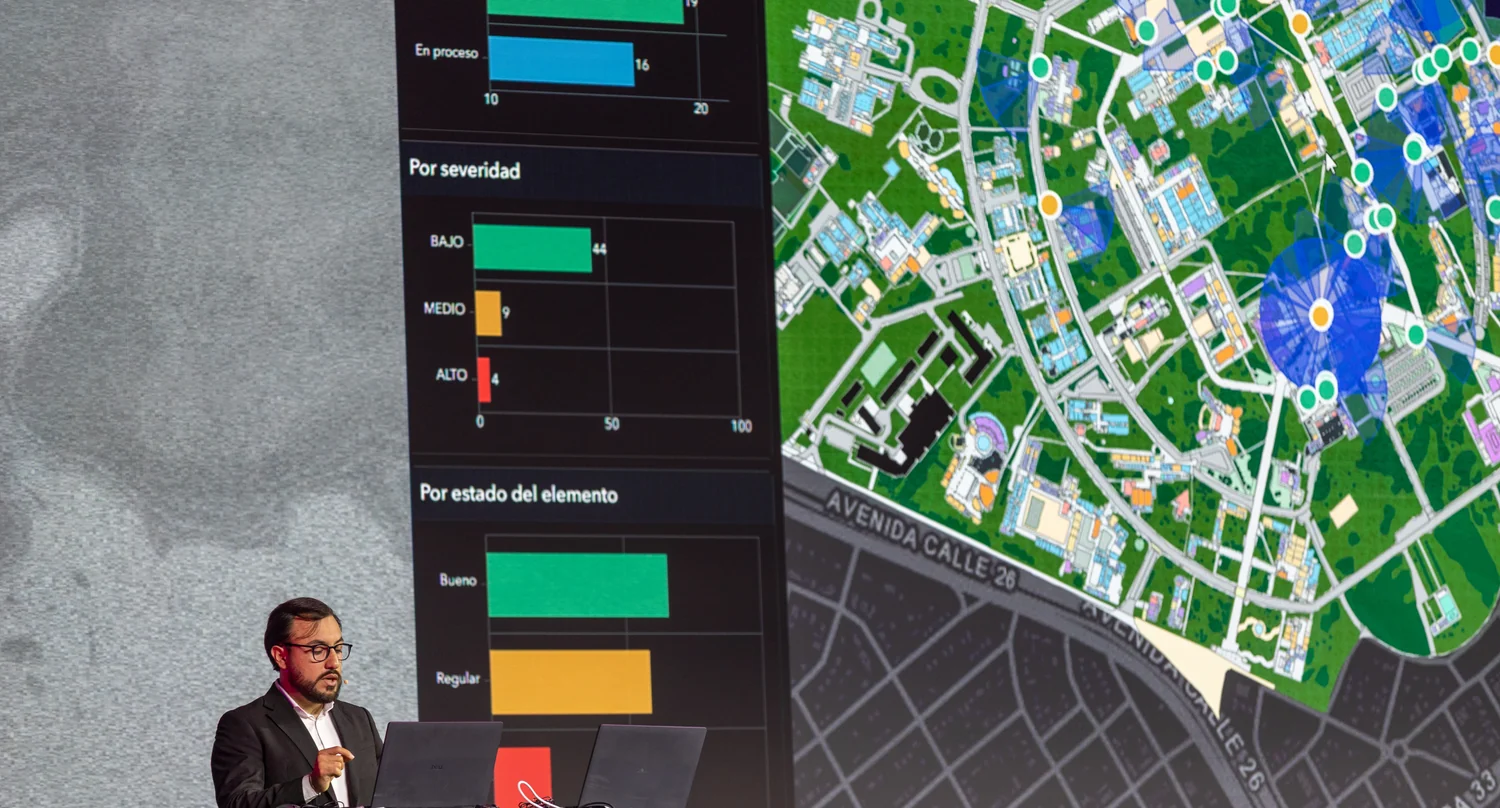 19
En proceso
16
10
20
Por severidad
BAJO
44
MEDIO
9
ALTO
4
0
50
100
Por estado del elemento
Bueno
Regular
AVENIDA CALLE 26
AVENIDA CALLE 26
33